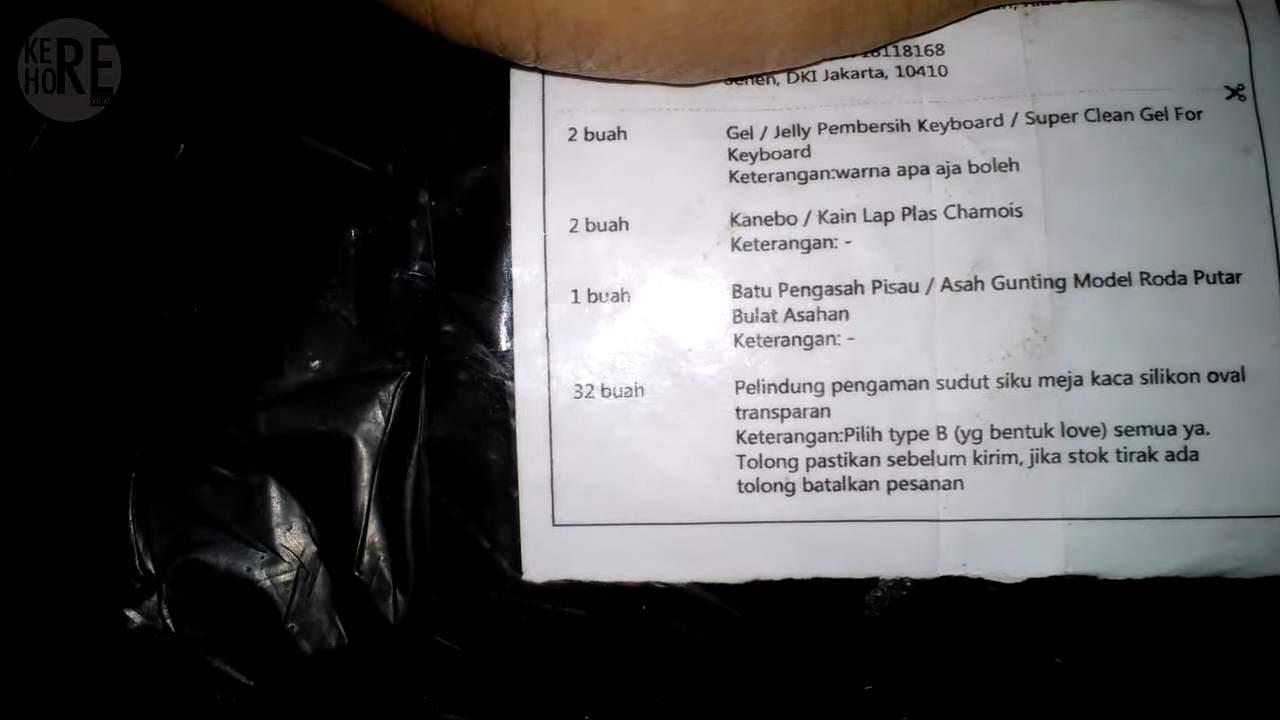 KE
HO
RE
VIEW
18118168
Senen, DKI Jakarta, 10410
2 buah
Gel / Jelly Pembersih Keyboard / Super Clean Gel For
Keyboard
Keterangan:warna apa aja boleh
2 buah
Kanebo / Kain Lap Plas Chamois
Keterangan: -
1 buah
Batu Pengasah Pisau / Asah Gunting Model Roda Putar
Bulat Asahan
Keterangan: -
32 buah
Pelindung pengaman sudut siku meja kaca silikon oval
transparan
Keterangan:Pilih type B (yg bentuk love) semua ya.
Tolong pastikan sebelum kirim, jika stok tirak ada
tolong batalkan pesanan